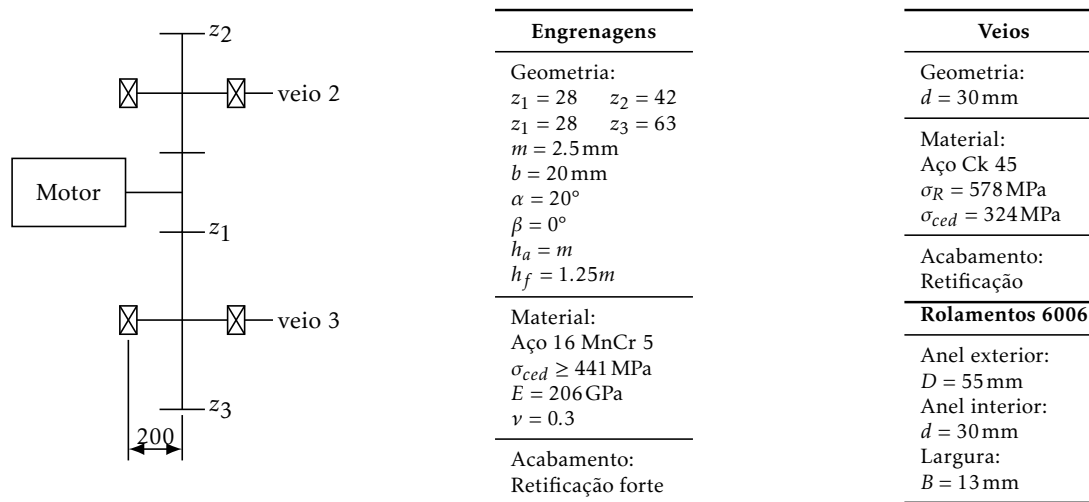 z2
veio 2
Motor
z1
veio 3
z3
200
Engrenagens
Geometria:
z1 = 28 z2 = 42
z1 = 28 z3 = 63
m = 2.5 mm
b = 20 mm
α = 20°
β = 0°
ha = m
hf = 1.25m
Material:
Aço 16 MnCr 5
σced ≥ 441 MPa
E = 206 GPa
ν = 0.3
Acabamento:
Retificação forte
Veios
Geometria:
d = 30 mm
Material:
Aço Ck 45
σR = 578 MPa
σced = 324 MPa
Acabamento:
Retificação
Rolamentos 6006
Anel exterior:
D = 55 mm
Anel interior:
d = 30 mm
Largura:
B = 13 mm